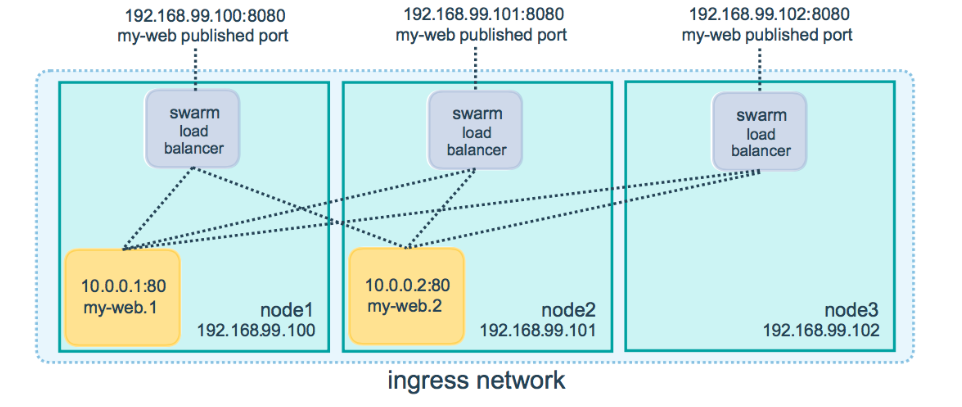 192.168.99.100:8080
my-web published port
192.168.99.101:8080
my-web published port
192.168.99.102:8080
my-web published port
swarm
load
balancer
swarm
load
balancer
swarm
load
balancer
10.0.0.1:80
my-web.1
node1
192.168.99.100
10.0.0.2:80
my-web.2
node2
192.168.99.101
node3
192.168.99.102
ingress network